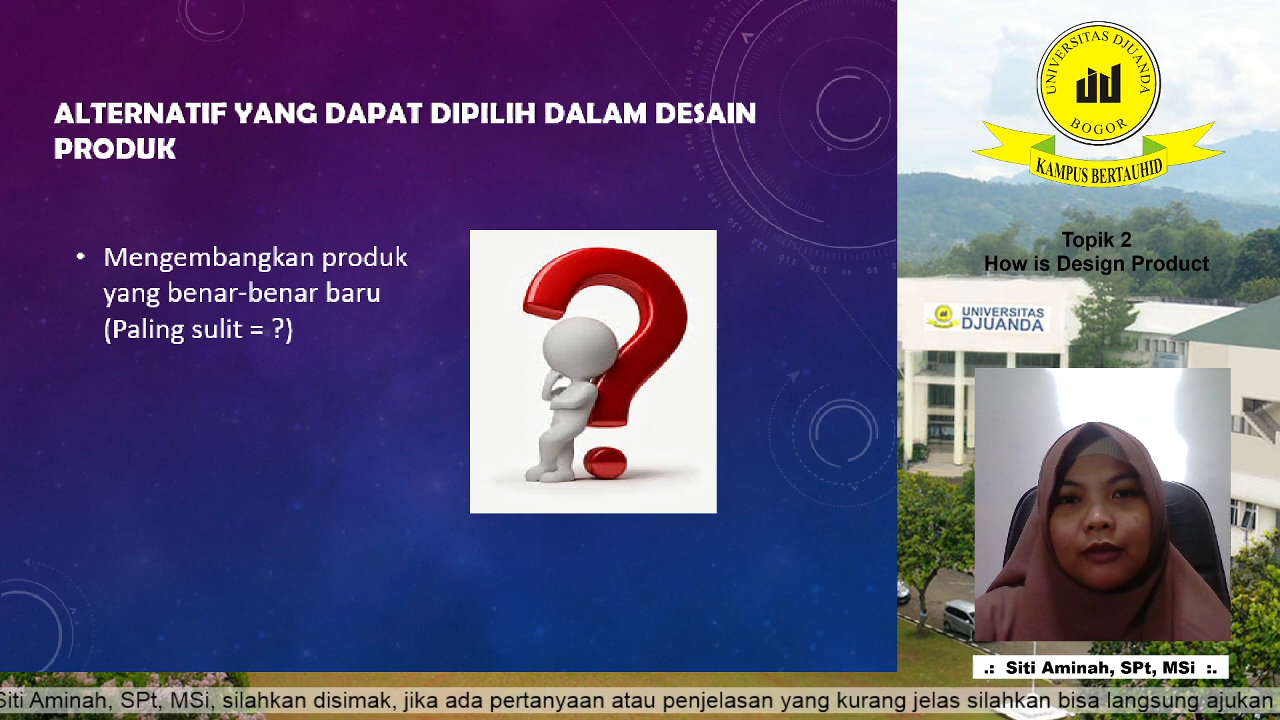 ALTERNATIF YANG DAPAT DIPILIH DALAM DESAIN
PRODUK
• Mengembangkan produk
yang benar-benar baru
(Paling sulit = ?)
UNIVERSITAS DJUANDA
BOGOR
KAMPUS BERTAUHID
Topik 2
How is Design Product
UNIVERSITAS
DJUANDA
.: Siti Aminah, SPt, MSi :.
Siti Aminah, SPt, MSi, silahkan disimak, jika ada pertanyaan atau penjelasan yang kurang jelas silahkan bisa langsung ajukan